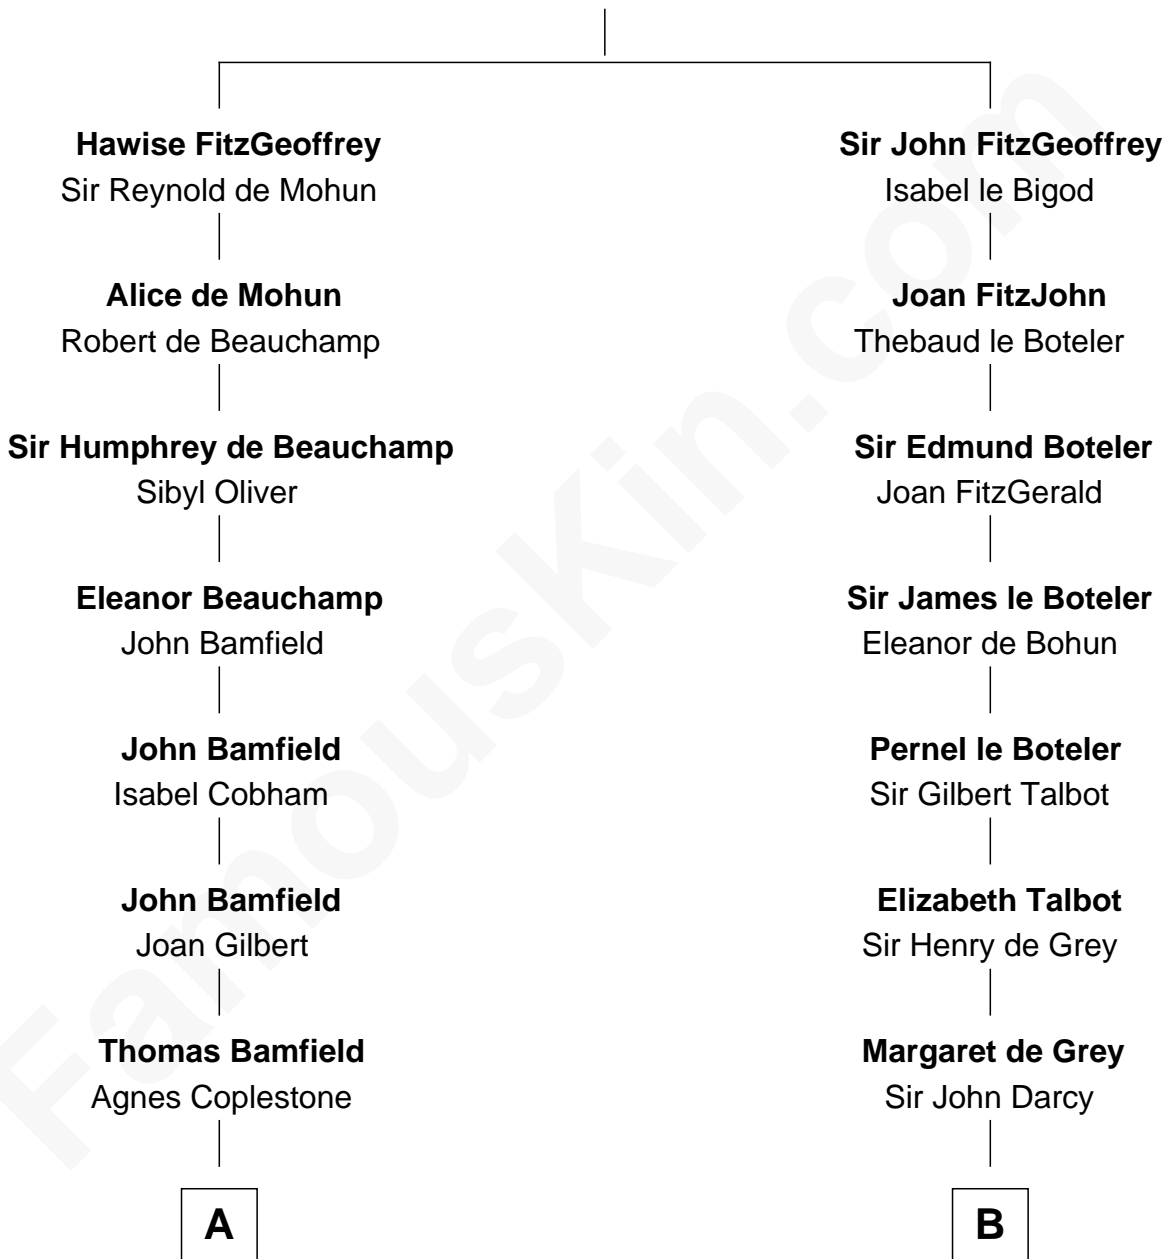 Hawise FitzGeoffrey
Sir Reynold de Mohun
Alice de Mohun
Robert de Beauchamp
Sir Humphrey de Beauchamp
Sibyl Oliver
Eleanor Beauchamp
John Bamfield
John Bamfield
Isabel Cobham
John Bamfield
Joan Gilbert
Thomas Bamfield
Agnes Coplestone
A
Sir John FitzGeoffrey
Isabel le Bigod
Joan FitzJohn
Thebaud le Boteler
Sir Edmund Boteler
Joan FitzGerald
Sir James le Boteler
Eleanor de Bohun
Pernel le Boteler
Sir Gilbert Talbot
Elizabeth Talbot
Sir Henry de Grey
Margaret de Grey
Sir John Darcy
B
FamousKin.com